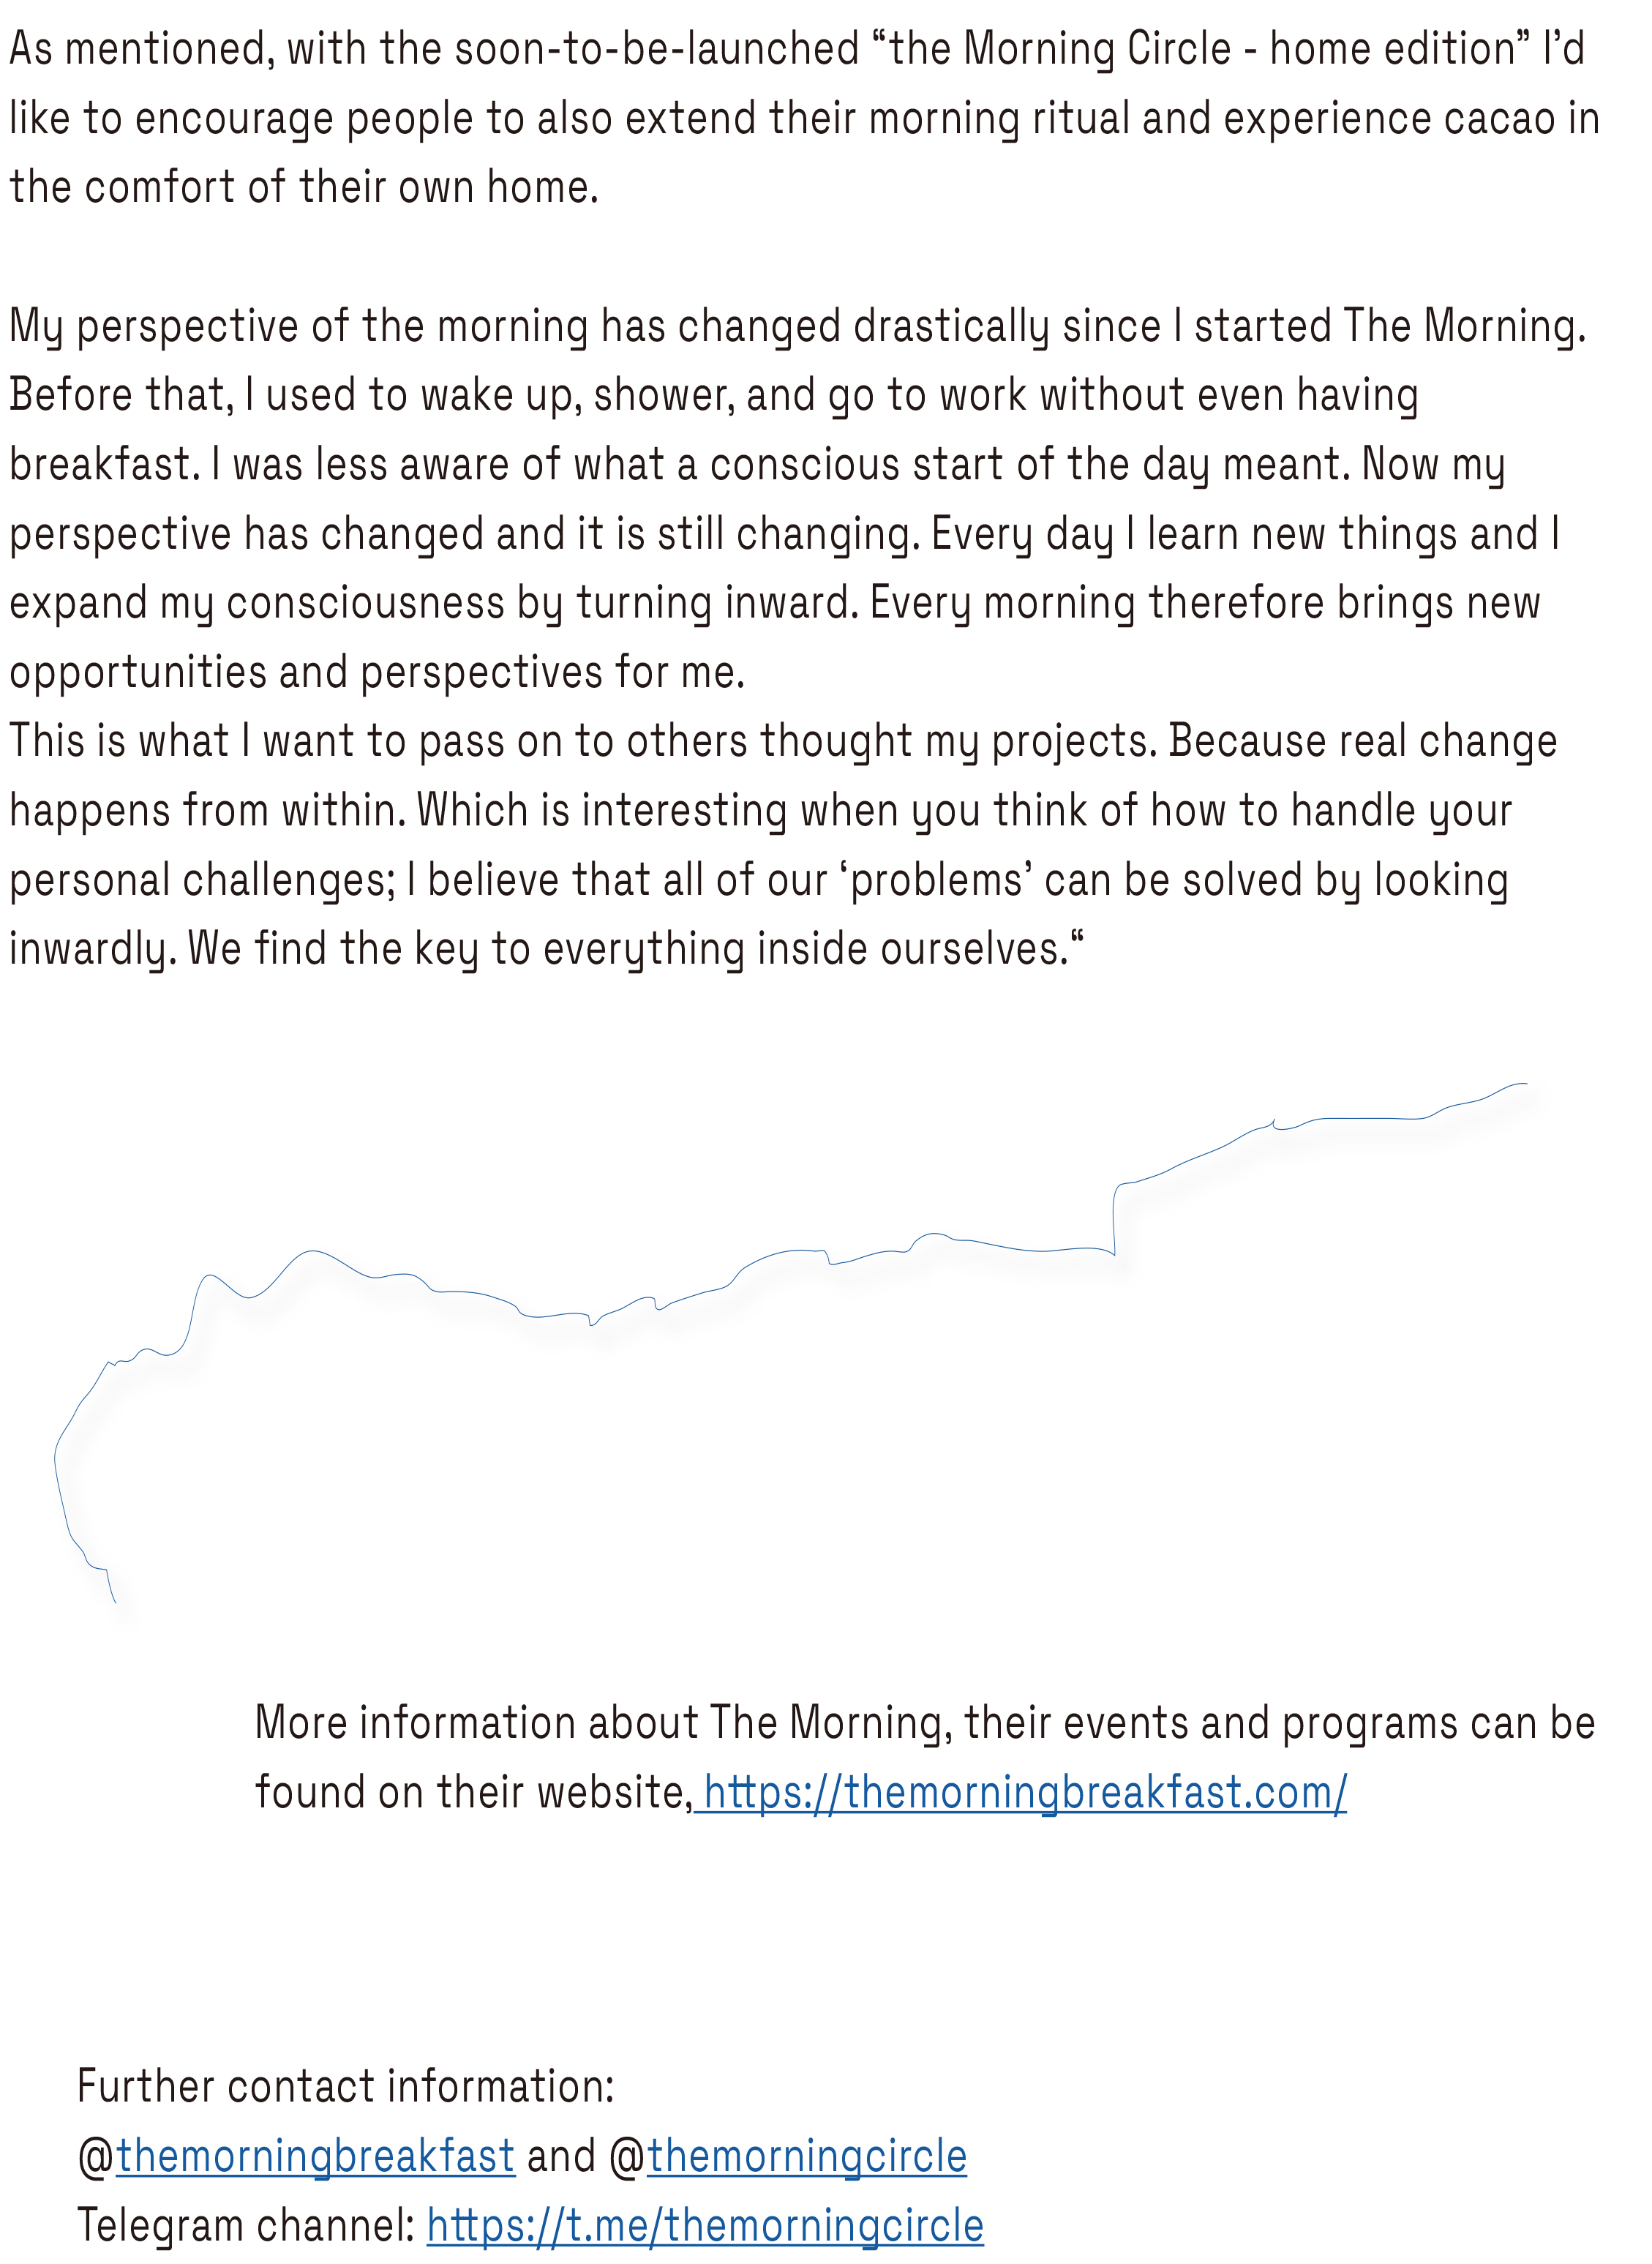 As mentioned, with the soon-to-be-launched “the Morning Circle - home edition” I’d
like to encourage people to also extend their morning ritual and experience cacao in
the comfort of their own home.
My perspective of the morning has changed drastically since I started The Morning.
Before that, I used to wake up, shower, and go to work without even having
breakfast. I was less aware of what a conscious start of the day meant. Now my
perspective has changed and it is still changing. Every day I learn new things and I
expand my consciousness by turning inward. Every morning therefore brings new
opportunities and perspectives for me.
This is what I want to pass on to others thought my projects. Because real change
happens from within. Which is interesting when you think of how to handle your
personal challenges; I believe that all of our ‘problems’ can be solved by looking
inwardly. We find the key to everything inside ourselves.“
More information about The Morning, their events and programs can be
found on their website, https://themorningbreakfast.com/
Further contact information:
@themorningbreakfast and @themorningcircle
Telegram channel: https://t.me/themorningcircle